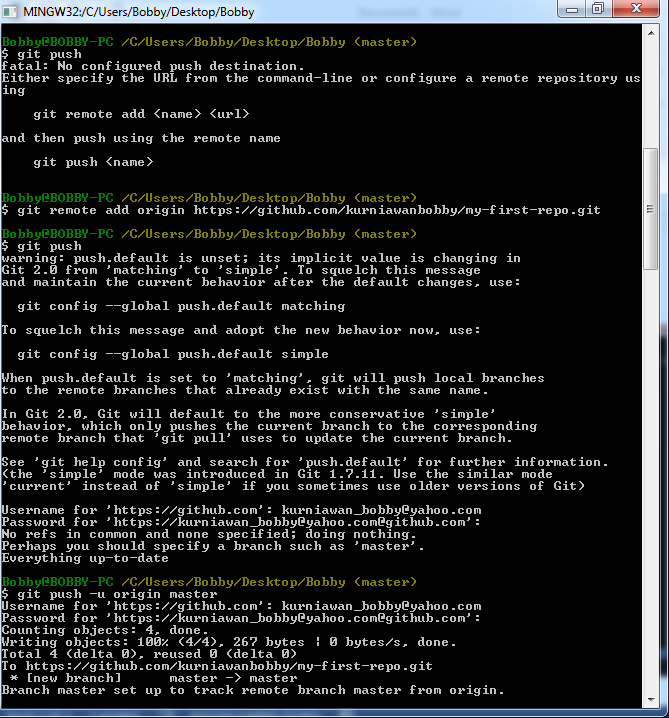 MINGW32:/C/Users/Bobby/Desktop/Bobby
Bobby@BOBBY-PC /C/Users/Bobby/Desktop/Bobby (master)
$ git push
fatal: No configured push destination.
Either specify the URL from the command-line or configure a remote repository us
ing
git remote add <name> <url>
and then push using the remote name
git push <name>
Bobby@BOBBY-PC /C/Users/Bobby/Desktop/Bobby (master)
$ git remote add origin https://github.com/kurniawanbobby/my-first-repo.git
Bobby@BOBBY-PC /C/Users/Bobby/Desktop/Bobby (master)
$ git push
warning: push.default is unset; its implicit value is changing in
Git 2.0 from 'matching' to 'simple'. To squelch this message
and maintain the current behavior after the default changes, use:
git config --global push.default matching
To squelch this message and adopt the new behavior now, use:
git config --global push.default simple
When push.default is set to 'matching', git will push local branches
to the remote branches that already exist with the same name.
In Git 2.0, Git will default to the more conservative 'simple'
behavior, which only pushes the current branch to the corresponding
remote branch that 'git pull' uses to update the current branch.
See 'git help config' and search for 'push.default' for further information.
(the 'simple' mode was introduced in Git 1.7.11. Use the similar mode
'current' instead of 'simple' if you sometimes use older versions of Git)
Username for 'https://github.com': kurniawan_bobby@yahoo.com
Password for 'https://kurniawan_bobby@yahoo.com@github.com':
No refs in common and none specified; doing nothing.
Perhaps you should specify a branch such as 'master'.
Everything up-to-date
Bobby@BOBBY-PC /C/Users/Bobby/Desktop/Bobby (master)
$ git push -u origin master
Username for 'https://github.com': kurniawan_bobby@yahoo.com
Password for 'https://kurniawan_bobby@yahoo.com@github.com':
Counting objects: 4, done.
Writing objects: 100% (4/4), 267 bytes ¦ 0 bytes/s, done.
Total 4 (delta 0), reused 0 (delta 0)
To https://github.com/kurniawanbobby/my-first-repo.git
* [new branch]      master -> master
Branch master set up to track remote branch master from origin.